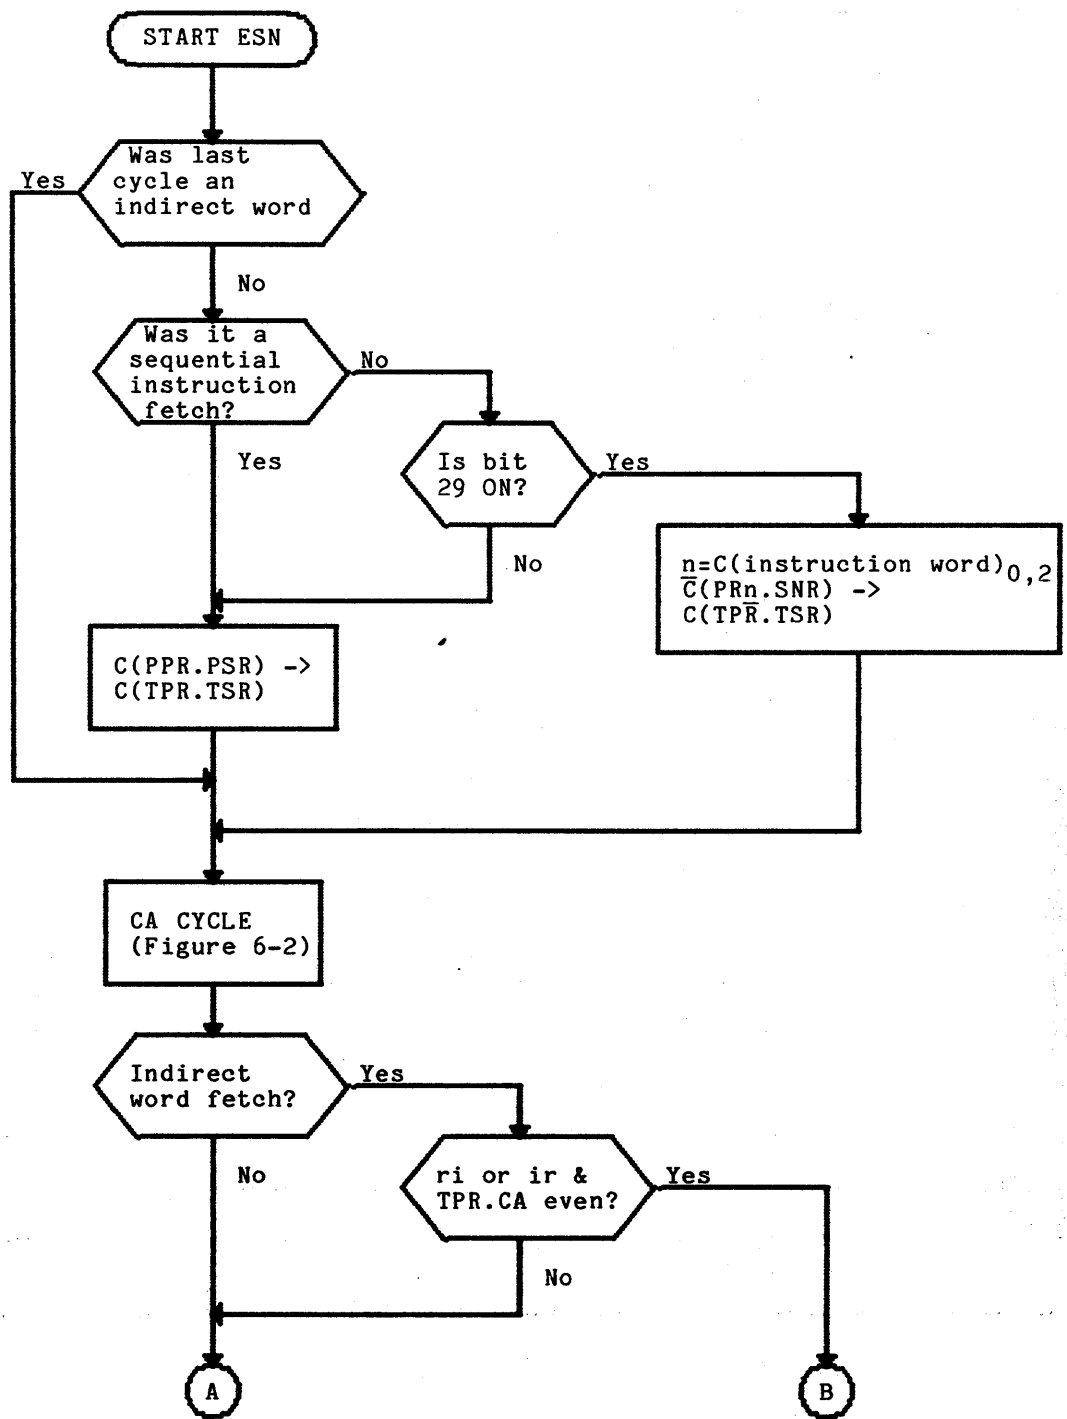 START ESN
Was last
cycle an
indirect word
Yes
No
Was it a
sequential
instruction
fetch?
No
Yes
Is bit
29 ON?
Yes
No
n=C(instruction word)0,2
C(PRn.SNR) ->
C(TPR.TSR)
C(PPR.PSR) ->
C(TPR.TSR)
CA CYCLE
(Figure 6-2)
Indirect
word fetch?
Yes
No
ri or ir &
TPR.CA even?
Yes
No
A
B